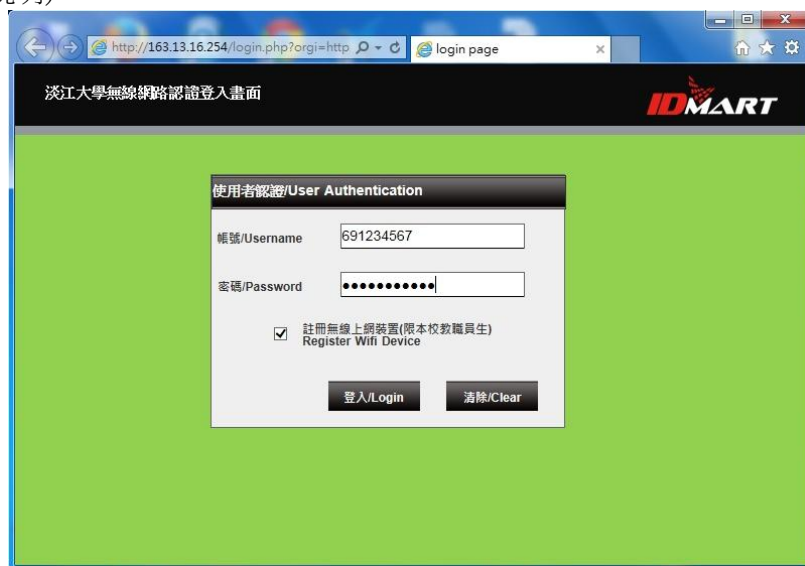 http://163.13.16.254/login.php?orgi=http
login page
淡江大學無線網路認證登入畫面
IDMART
使用者認證/User Authentication
帳號/Username
691234567
密碼/Password
註冊無線上網裝置(限本校教職員生)
Register Wifi Device
登入/Login
清除/Clear